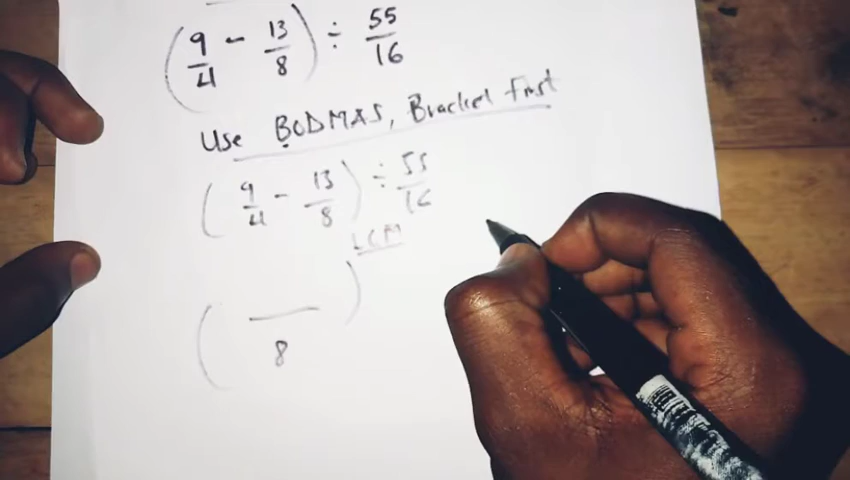 (9/4 - 13/8) ÷ 55/16
Use BODMAS, Bracket first
(9/4 - 13/8) ÷ 55/16
LCM
( /8)